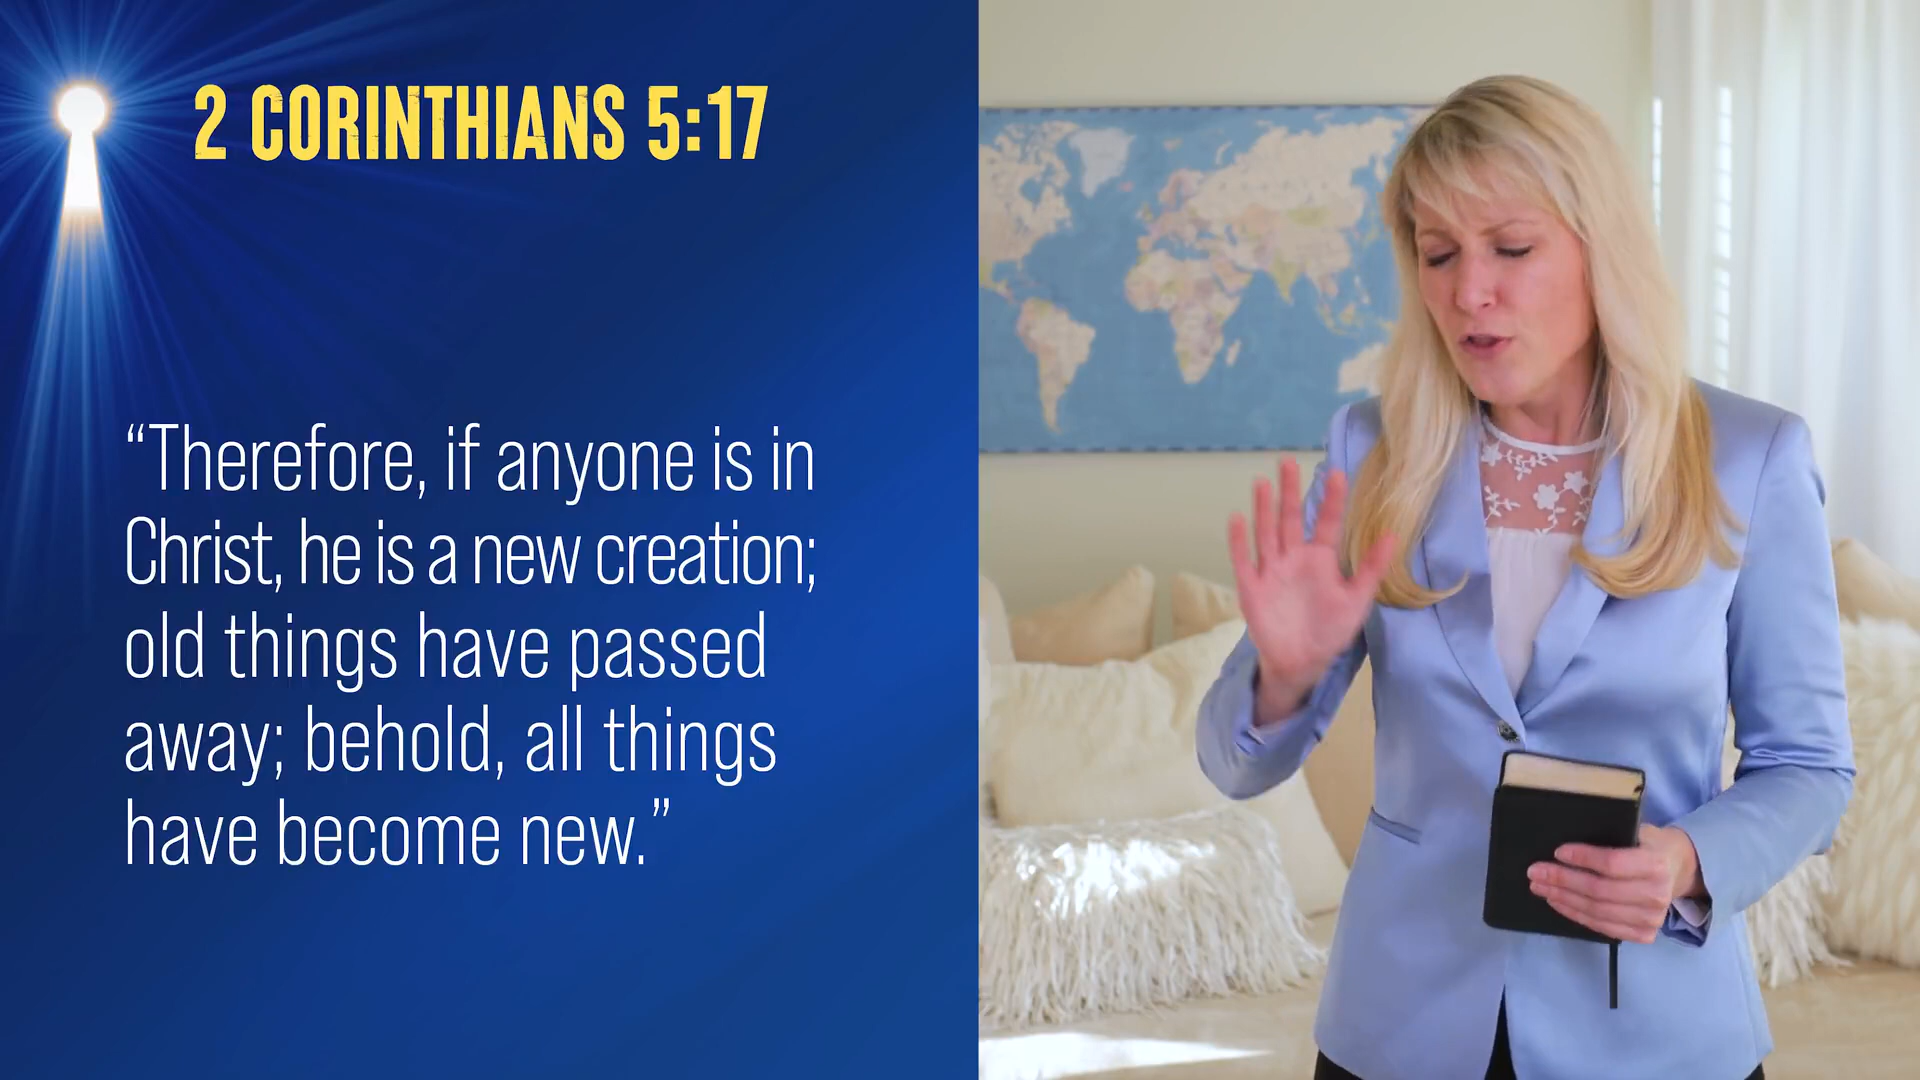 2 CORINTHIANS 5:17
“Therefore, if anyone is in
Christ, he is a new creation;
old things have passed
away; behold, all things
have become new.”